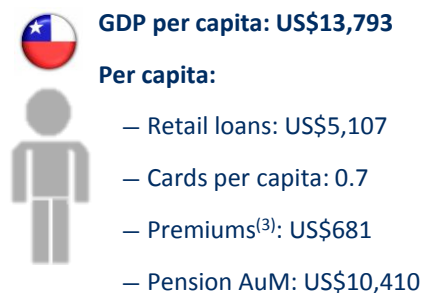 GDP per capita: US$13,793
Per capita:
— Retail loans: US$5,107
— Cards per capita: 0.7
— Premiums(3): US$681
— Pension AuM: US$10,410